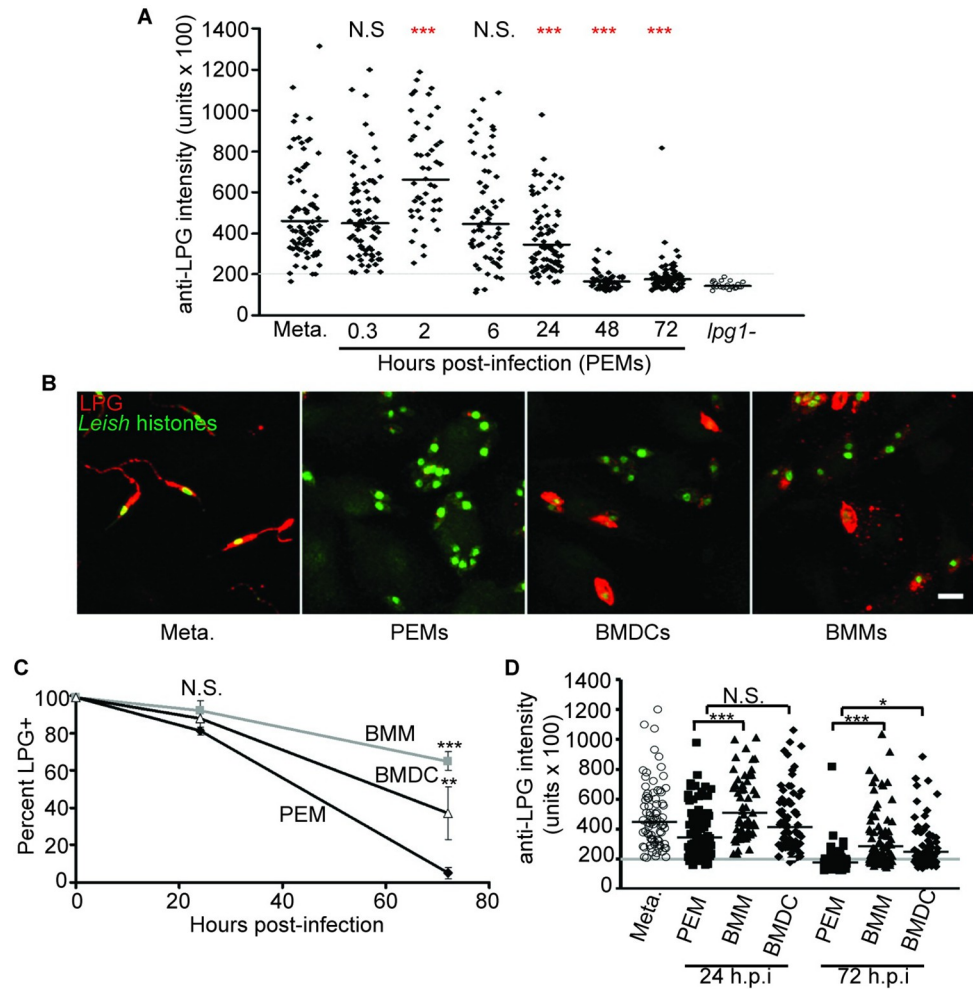 A
N.S *** N.S. *** *** ***
anti-LPG intensity (units x 100)
1400
1200
1000
800
600
400
200
0
Meta. 0.3 2 6 24 48 72 lpg1-
Hours post-infection (PEMs)
B
LPG
Leish histones
Meta. PEMs BMDCs BMMs
C
N.S.
Percent LPG+
100
80
60
40
20
0
BMM ***
BMDC **
PEM
0 20 40 60 80
Hours post-infection
D
anti-LPG intensity
(units x 100)
1400
1200
1000
800
600
400
200
0
N.S.
***
*
***
Meta. PEM BMM BMDC PEM BMM BMDC
24 h.p.i 72 h.p.i